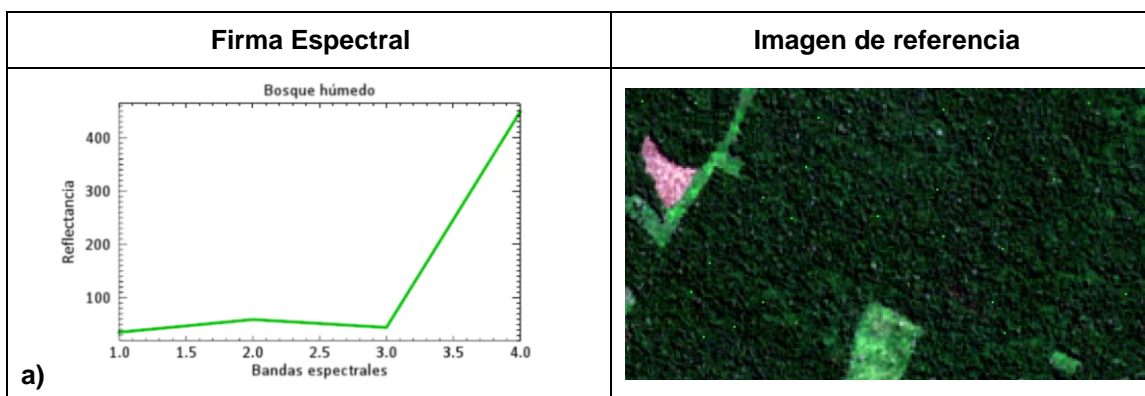 Firma Espectral
Imagen de referencia
Bosque húmedo
Reflectancia
400
300
200
100
1.0 1.5 2.0 2.5 3.0 3.5 4.0
Bandas espectrales
a)